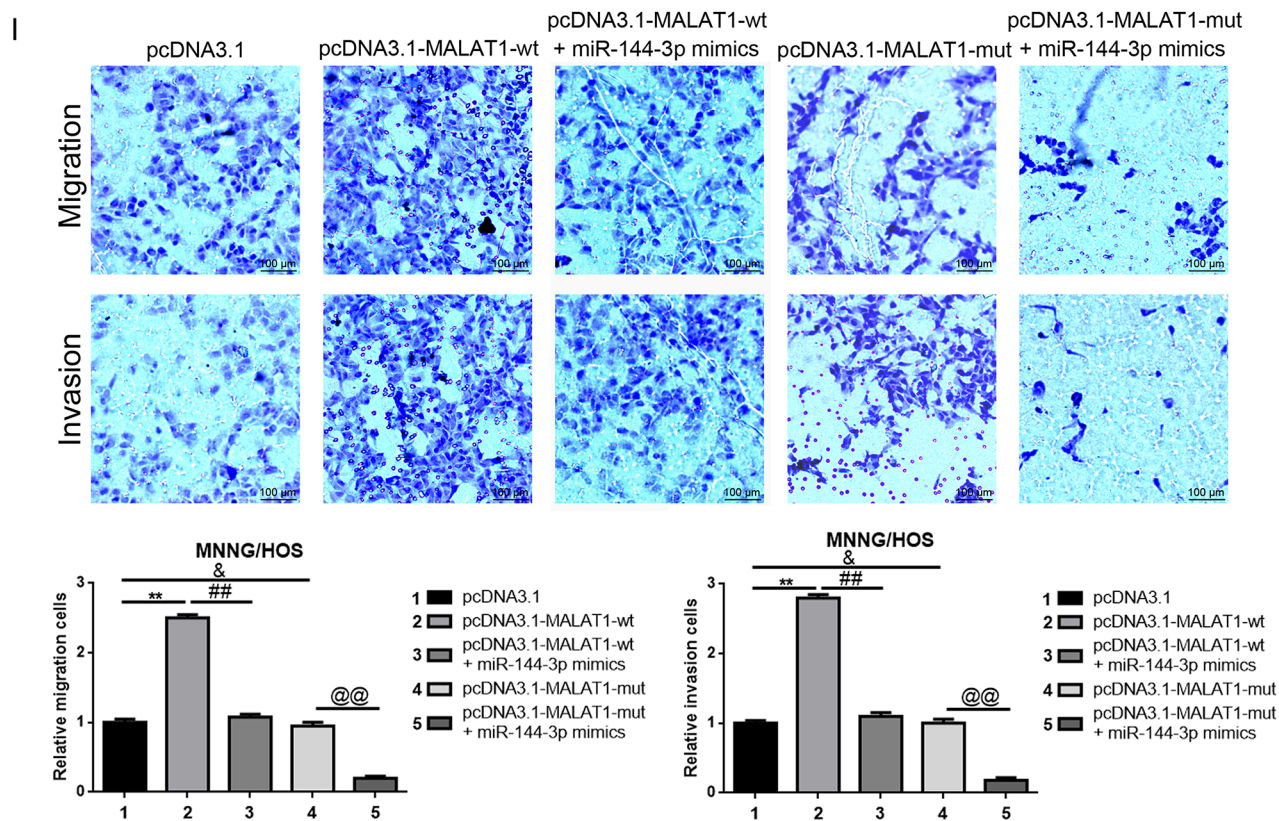 I
pcDNA3.1
pcDNA3.1-MALAT1-wt
pcDNA3.1-MALAT1-wt
+ miR-144-3p mimics
pcDNA3.1-MALAT1-mut
pcDNA3.1-MALAT1-mut
+ miR-144-3p mimics
Migration
100 µm
100 µm
100 µm
100 µm
100 µm
Invasion
100 µm
100 µm
100 µm
100 µm
100 µm
MNNG/HOS
&
**
##
@@
Relative migration cells
3
2
1
0
1
2
3
4
5
1 pcDNA3.1
2 pcDNA3.1-MALAT1-wt
3 pcDNA3.1-MALAT1-wt
+ miR-144-3p mimics
4 pcDNA3.1-MALAT1-mut
5 pcDNA3.1-MALAT1-mut
+ miR-144-3p mimics
MNNG/HOS
&
**
##
@@
Relative invasion cells
3
2
1
0
1
2
3
4
5
1 pcDNA3.1
2 pcDNA3.1-MALAT1-wt
3 pcDNA3.1-MALAT1-wt
+ miR-144-3p mimics
4 pcDNA3.1-MALAT1-mut
5 pcDNA3.1-MALAT1-mut
+ miR-144-3p mimics